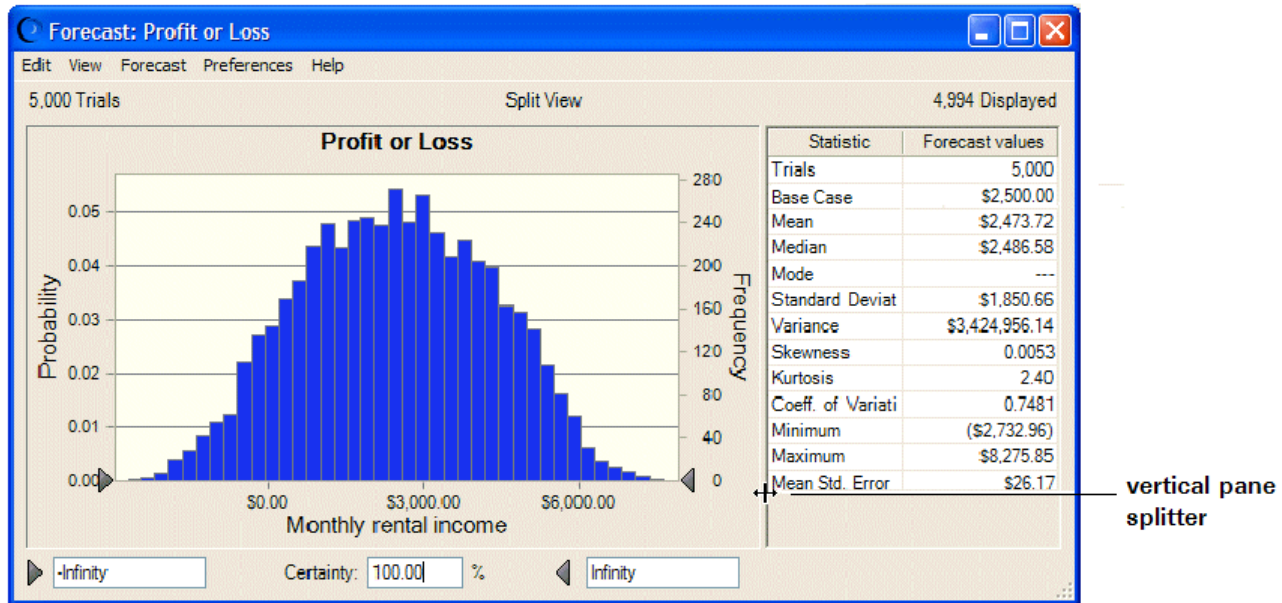 Forecast: Profit or Loss
Edit View Forecast Preferences Help
5,000 Trials Split View 4,994 Displayed
Profit or Loss
Probability
0.05
0.04
0.03
0.02
0.01
0.00
280
240
200
160
120
80
40
0
Frequency
$0.00 $3,000.00 $6,000.00
Monthly rental income
Statistic Forecast values
Trials 5,000
Base Case $2,500.00
Mean $2,473.72
Median $2,486.58
Mode ---
Standard Deviat $1,850.66
Variance $3,424,956.14
Skewness 0.0053
Kurtosis 2.40
Coeff. of Variati 0.7481
Minimum ($2,732.96)
Maximum $8,275.85
Mean Std. Error $26.17
vertical pane
splitter
-Infinity Certainty: 100.00 % Infinity